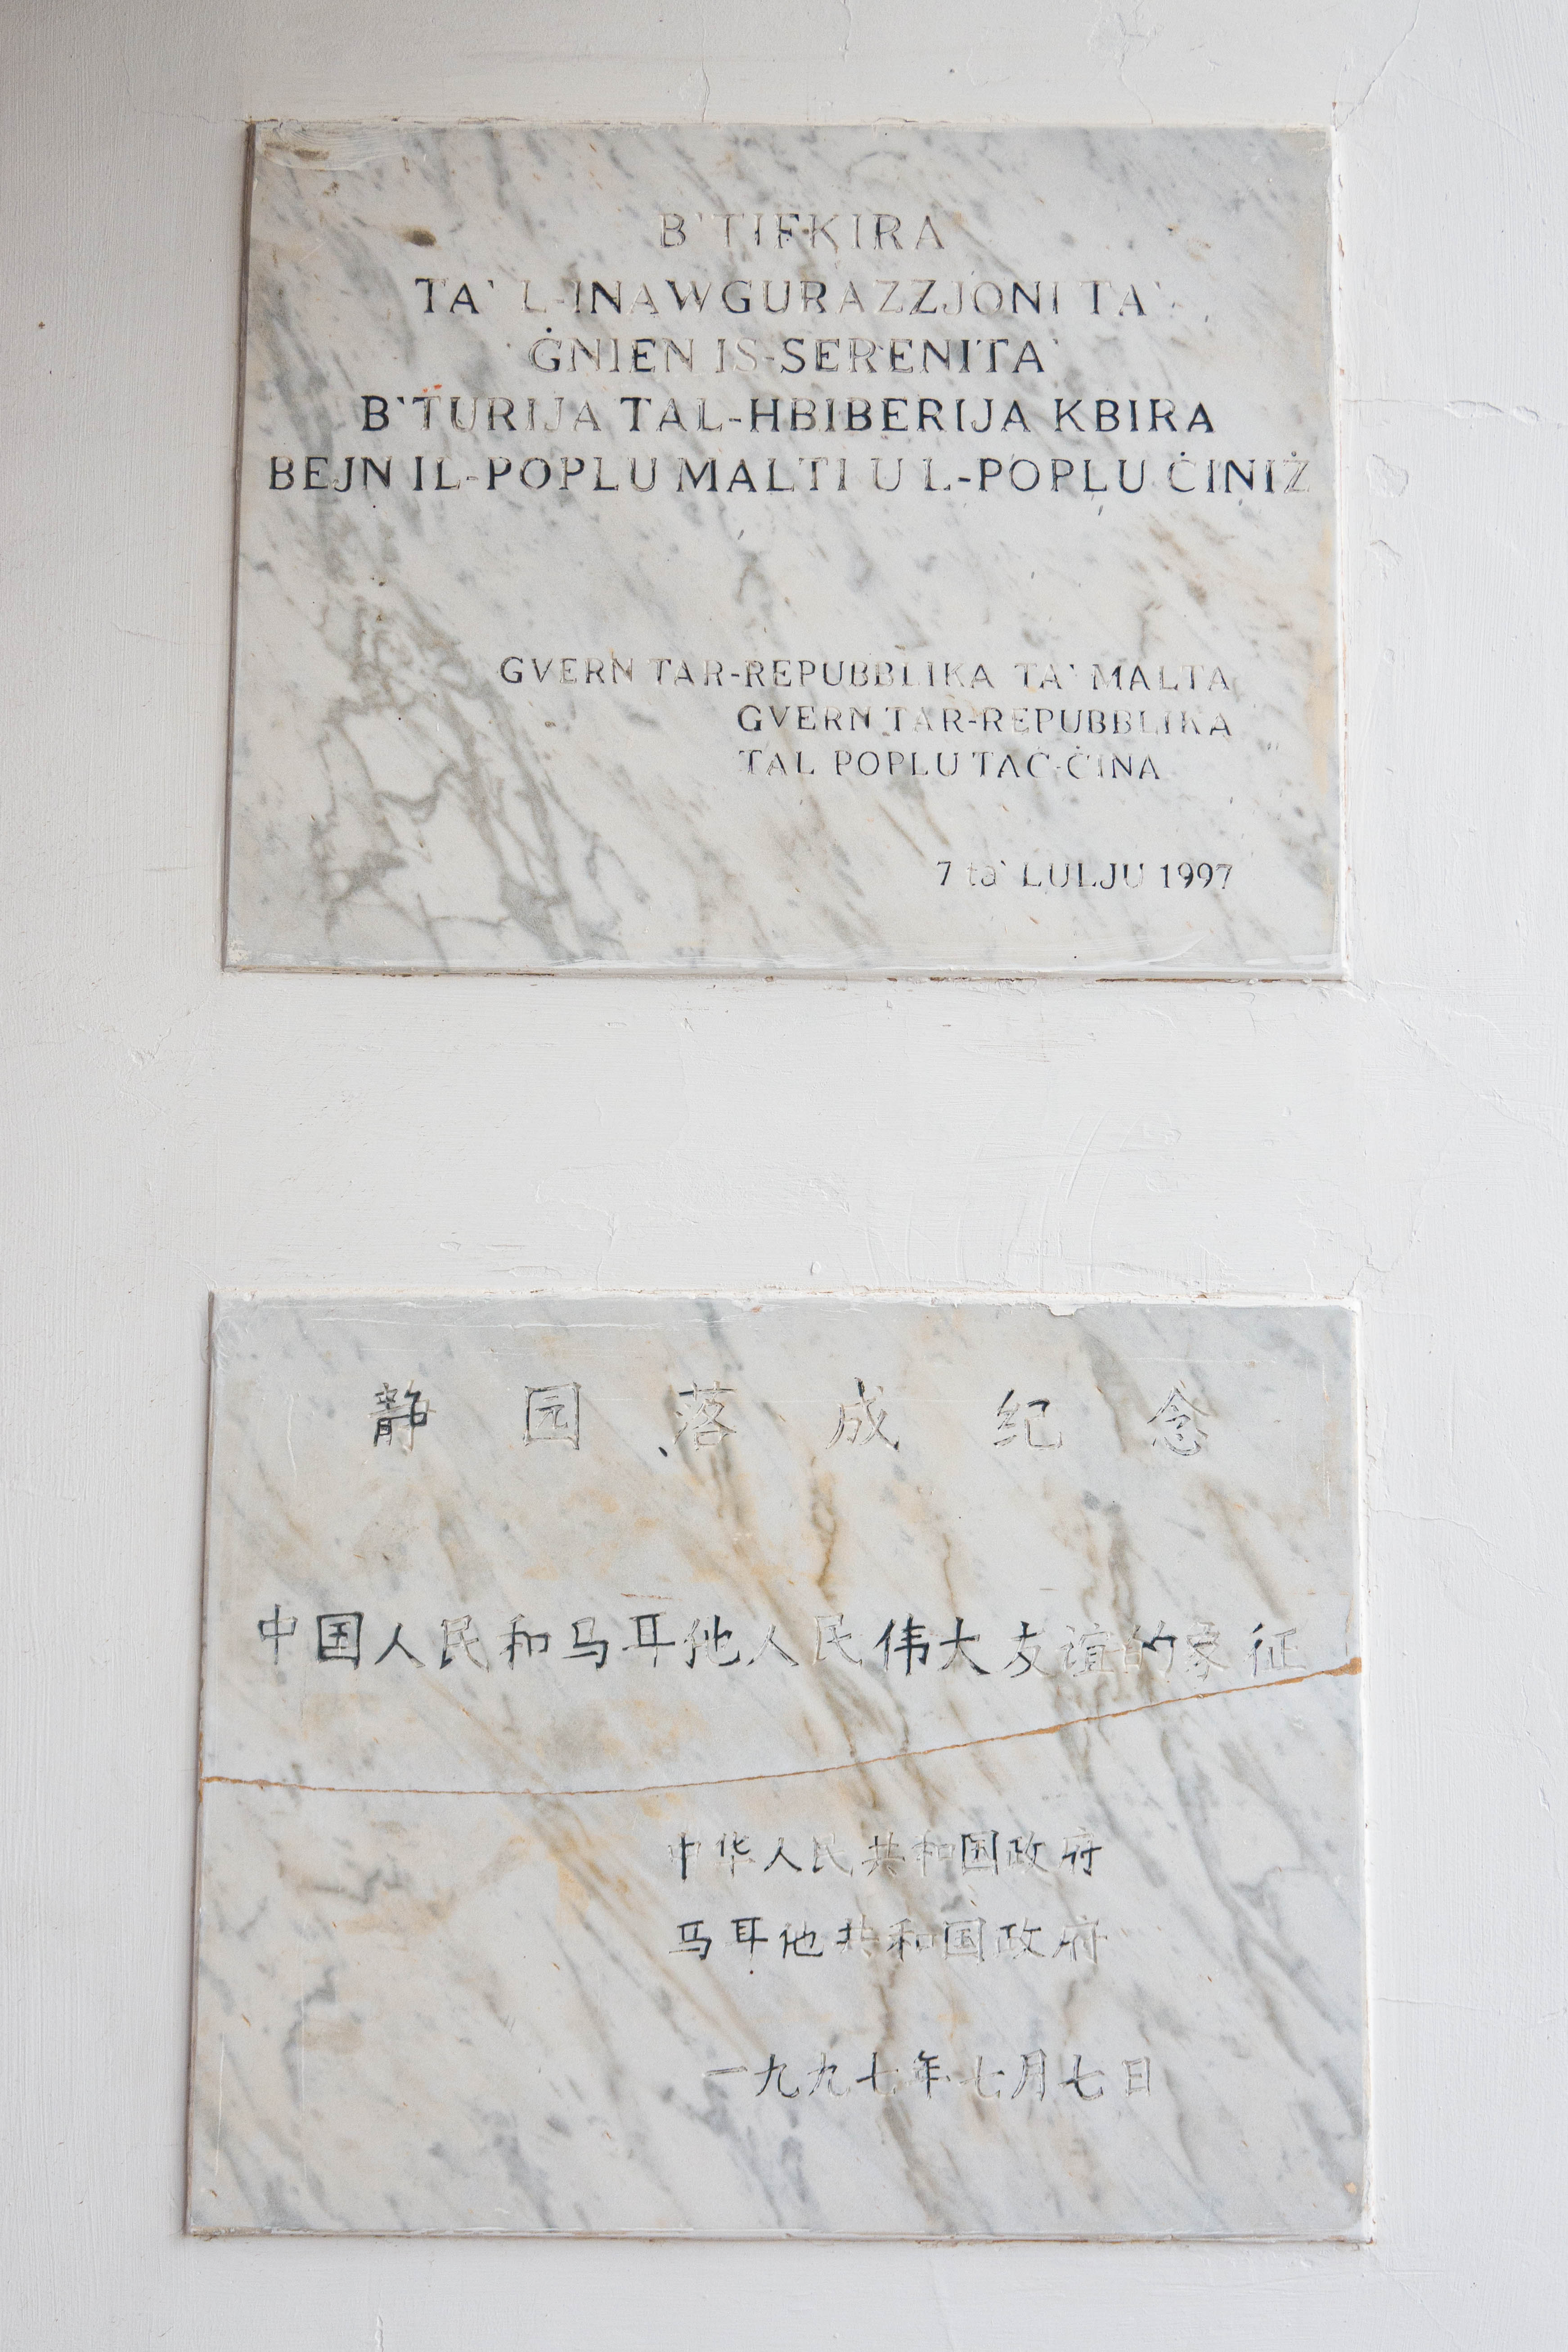 B'TIFKIRA
TA' L-INAWGURAZZJONI TA'
ĠNIEN IS-SERENITA'
B'TURIJA TAL-HBIBERIJA KBIRA
BEJN IL-POPLU MALTI U L-POPLU ĊINIŻ
GVERN TAR-REPUBBLIKA TA' MALTA
GVERN TAR-REPUBBLIKA
TAL POPLU TAĊ-ĊINA
7 ta' LULJU 1997
静园落成纪念
中国人民和马耳他人民伟大友谊的象征
中华人民共和国政府
马耳他共和国政府
一九九七年七月七日